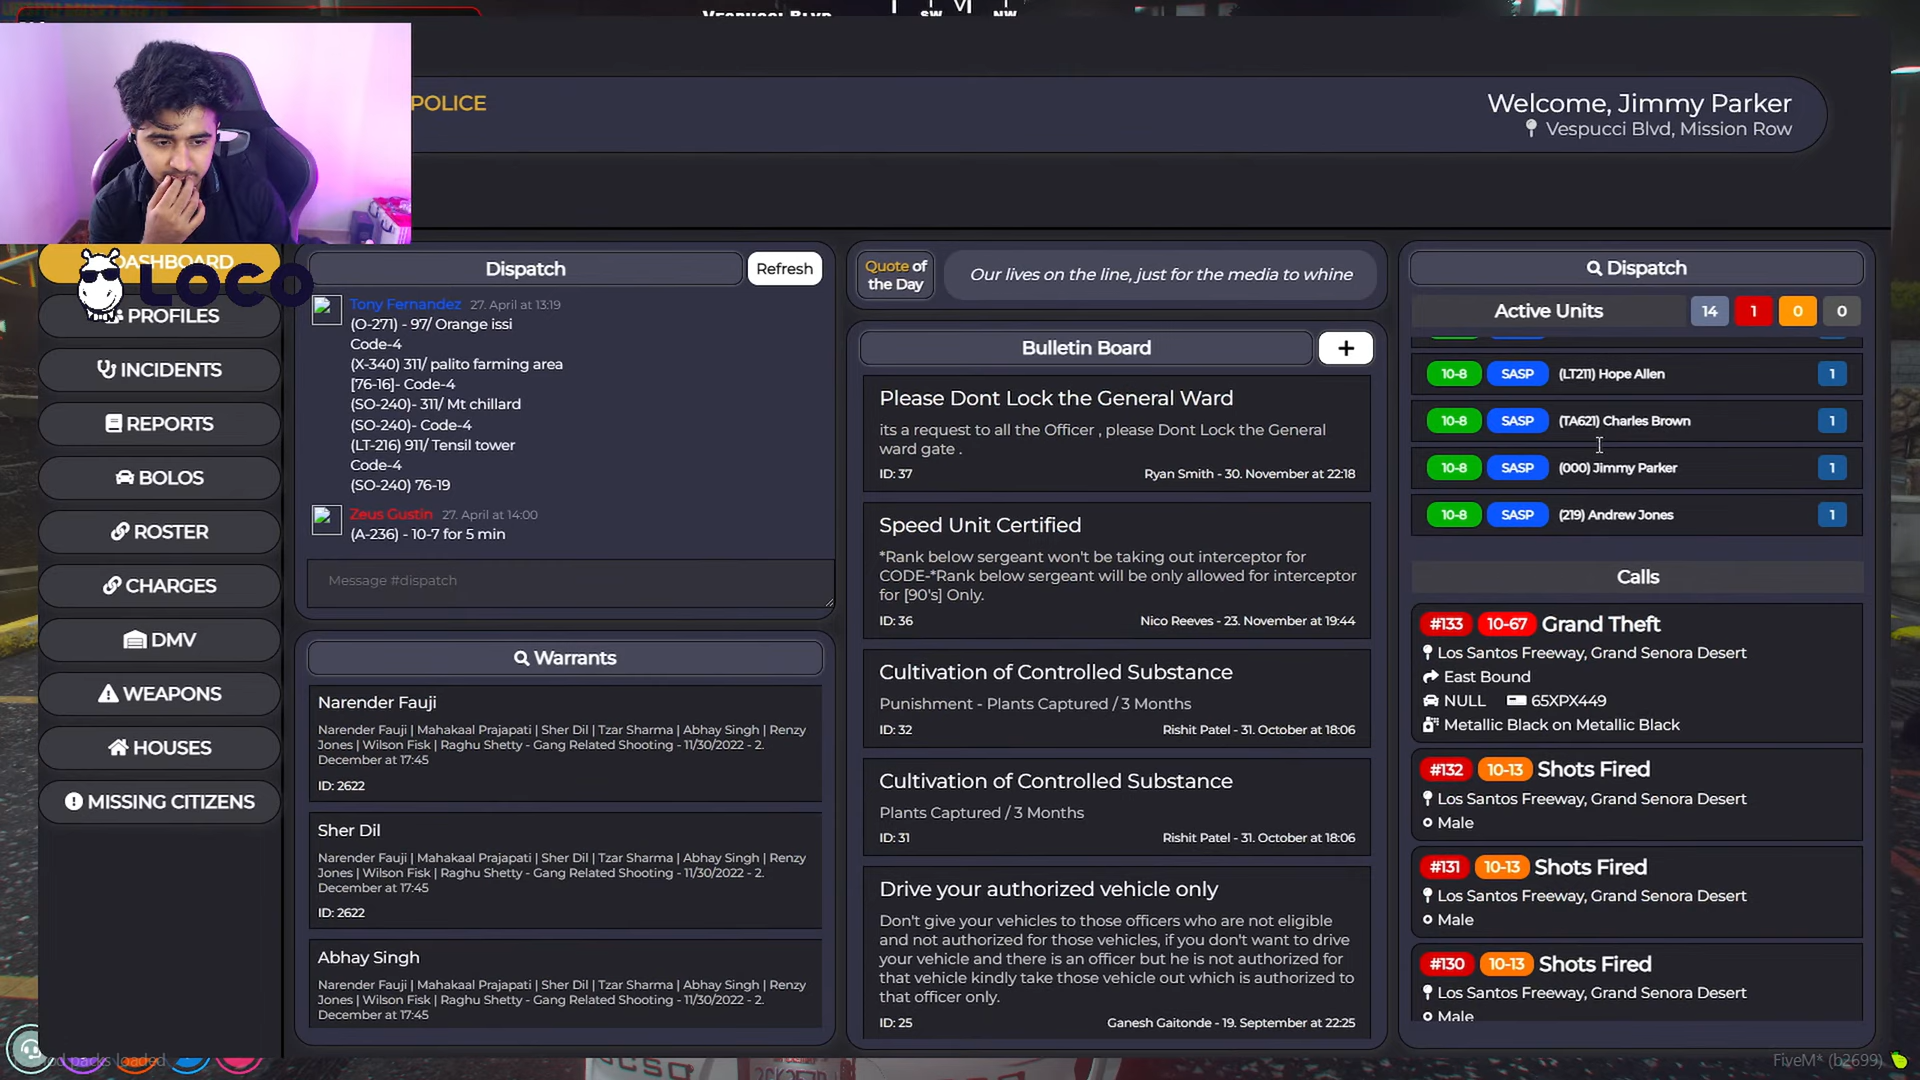 VESPUCCI BLVD
SW
NW
POLICE
Welcome, Jimmy Parker
Vespucci Blvd, Mission Row
DASHBOARD
LOCO
PROFILES
INCIDENTS
REPORTS
BOLOS
ROSTER
CHARGES
DMV
WEAPONS
HOUSES
MISSING CITIZENS
Dispatch
Refresh
Tony Fernandez 27. April at 13:19
(O-271) - 97/ Orange issi
Code-4
(X-340) 311/ palito farming area
[76-16]- Code-4
(SO-240)- 311/ Mt chillard
(SO-240)- Code-4
(LT-216) 911/ Tensil tower
Code-4
(SO-240) 76-19
Zeus Gustin 27. April at 14:00
(A-236) - 10-7 for 5 min
Message #dispatch
Warrants
Narender Fauji
Narender Fauji | Mahakaal Prajapati | Sher Dil | Tzar Sharma | Abhay Singh | Renzy
Jones | Wilson Fisk | Raghu Shetty - Gang Related Shooting - 11/30/2022 - 2.
December at 17:45
ID: 2622
Sher Dil
Narender Fauji | Mahakaal Prajapati | Sher Dil | Tzar Sharma | Abhay Singh | Renzy
Jones | Wilson Fisk | Raghu Shetty - Gang Related Shooting - 11/30/2022 - 2.
December at 17:45
ID: 2622
Abhay Singh
Narender Fauji | Mahakaal Prajapati | Sher Dil | Tzar Sharma | Abhay Singh | Renzy
Jones | Wilson Fisk | Raghu Shetty - Gang Related Shooting - 11/30/2022 - 2.
December at 17:45
Quote of
the Day
Our lives on the line, just for the media to whine
Bulletin Board
+
Please Dont Lock the General Ward
its a request to all the Officer , please Dont Lock the General
ward gate .
ID: 37 Ryan Smith - 30. November at 22:18
Speed Unit Certified
*Rank below sergeant won't be taking out interceptor for
CODE-*Rank below sergeant will be only allowed for interceptor
for [90's] Only.
ID: 36 Nico Reeves - 23. November at 19:44
Cultivation of Controlled Substance
Punishment - Plants Captured / 3 Months
ID: 32 Rishit Patel - 31. October at 18:06
Cultivation of Controlled Substance
Plants Captured / 3 Months
ID: 31 Rishit Patel - 31. October at 18:06
Drive your authorized vehicle only
Don't give your vehicles to those officers who are not eligible
and not authorized for those vehicles, if you don't want to drive
your vehicle and there is an officer but he is not authorized for
that vehicle kindly take those vehicle out which is authorized to
that officer only.
ID: 25 Ganesh Gaitonde - 19. September at 22:25
Dispatch
Active Units 14 1 0 0
10-8 SASP (LT211) Hope Allen 1
10-8 SASP (TA621) Charles Brown 1
10-8 SASP (000) Jimmy Parker 1
10-8 SASP (219) Andrew Jones 1
Calls
#133 10-67 Grand Theft
Los Santos Freeway, Grand Senora Desert
East Bound
NULL 65XPX449
Metallic Black on Metallic Black
#132 10-13 Shots Fired
Los Santos Freeway, Grand Senora Desert
Male
#131 10-13 Shots Fired
Los Santos Freeway, Grand Senora Desert
Male
#130 10-13 Shots Fired
Los Santos Freeway, Grand Senora Desert
Male
packs loaded
FiveM* (b2699)